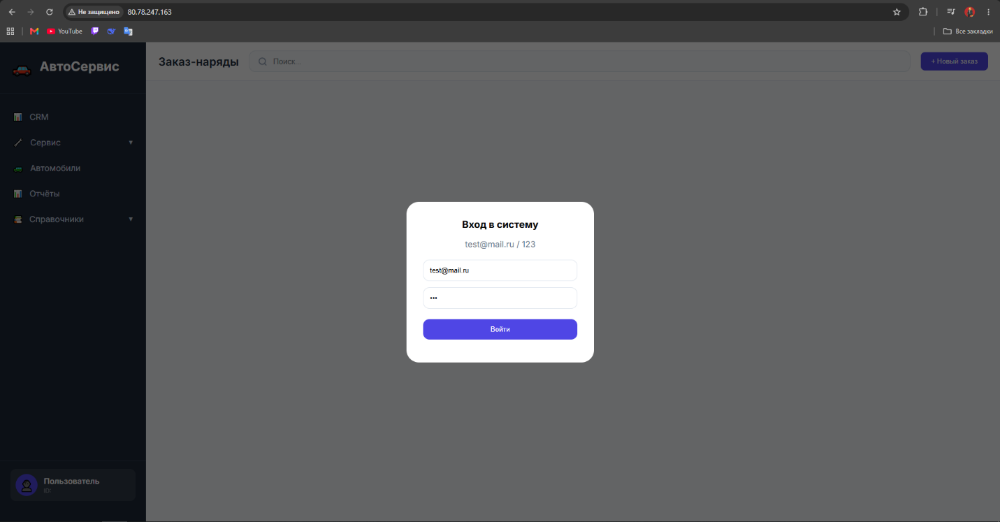 Не защищено
80.78.247.163
YouTube
Все закладки
АвтоСервис
Заказ-наряды
Поиск...
+ Новый заказ
CRM
Сервис
Автомобили
Отчёты
Справочники
Вход в систему
test@mail.ru / 123
test@mail.ru
•••
Войти
Пользователь
ID: